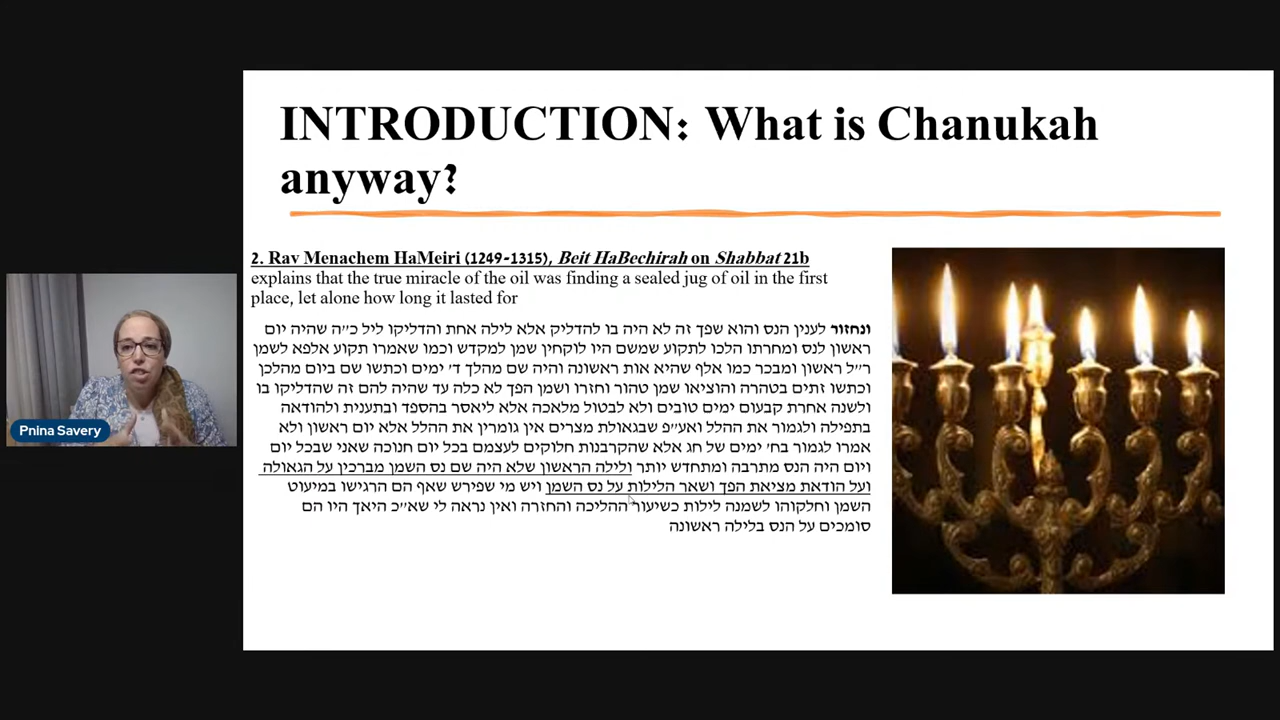 INTRODUCTION: What is Chanukah
anyway?
2. Rav Menachem HaMeiri (1249-1315), Beit HaBechirah on Shabbat 21b
explains that the true miracle of the oil was finding a sealed jug of oil in the first
place, let alone how long it lasted for
ונחזור לענין הנס והוא שפך זה לא היה בו להדליק אלא לילה אחת והדליקו ליל כ״ה שהיה יום
ראשון לנס ומחרתו הלכו לתקוע שמשם היו לוקחין שמן למקדש וכמו שאמרו תקוע אלפא לשמן
ר״ל ראשון ומבכר כמו אלף שהיא אות ראשונה והיה שם מהלך ד׳ ימים וכתשו שם ביום מהלכן
וכתשו זתים בטהרה והוציאו שמן טהור וחזרו ושמן הפך לא כלה עד שהיה להם זה שהדליקו בו
ולשנה אחרת קבעום ימים טובים ולא לבטול מלאכה אלא ליאסר בהספד ובתענית ולהודאה
בתפילה ולגמור את ההלל ואע״פ שבגאולת מצרים אין גומרין את ההלל אלא יום ראשון ולא
אמרו לגמור בח׳ ימים של חג אלא שהקרבנות חלוקים לעצמם בכל יום חנוכה שאני שבכל יום
ויום היה הנס מתרבה ומתחדש יותר ולילה הראשון שלא היה שם נס השמן מברכין על הגאולה
ועל הודאת מציאת הפך ושאר הלילות על נס השמן ויש מי שפירש שאף הם הרגישו במיעוט
השמן וחלקוהו לשמנה לילות כשיעור ההליכה והחזרה ואין נראה לי שא״כ היאך היו הם
סומכים על הנס בלילה ראשונה
Pnina Savery